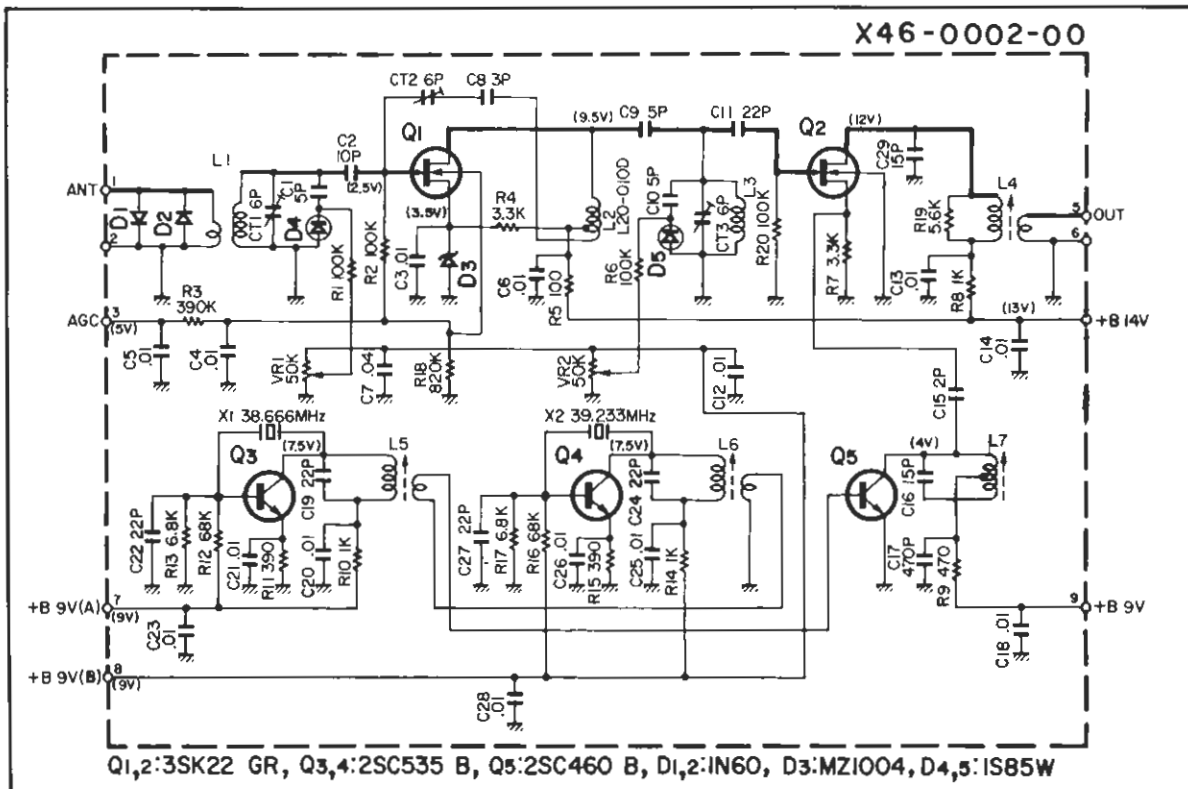 X46-0002-00
CT2 6P
C8 3P
(9.5V)
C9 5P
C11 22P
Q1
Q2
(12V)
C29 15P
L1
C2 10P
(2.5V)
ANT
1
D1
D2
2
CT1 6P
C1 5P
D4
R1 100K
R2 100K
(3.5V)
R4 3.3K
C3 .01
D3
L2 L20-0100
C6 .01
R5 100
C10 5P
R6 100K
D5
CT3 6P
L3
R20 100K
R7 3.3K
R19 5.6K
L4
C13 .01
R8 1K
5
OUT
6
R3 390K
AGC
3
(5V)
C5 .01
C4 .01
VR1 50K
C7 .04
R18 820K
VR2 50K
C12 .01
(13V)
C14 .01
4
+B 14V
X1 38.666MHz
Q3
(7.5V)
L5
X2 39.233MHz
Q4
(7.5V)
L6
C15 2P
Q5
(4V)
L7
C22 22P
R13 6.8K
R12 68K
C21 .01
R11 390
C19 22P
C20 .01
R10 1K
C27 22P
R17 6.8K
R16 68K
C26 .01
R15 390
C24 22P
C25 .01
R14 1K
C16 15P
C17 470P
R9 470
+B 9V(A)
7
(9V)
C23 .01
9
+B 9V
C18 .01
+B 9V(B)
8
(9V)
C28 .01
Q1,2:3SK22 GR, Q3,4:2SC535 B, Q5:2SC460 B, D1,2:1N60, D3:MZ1004, D4,5:1S85W